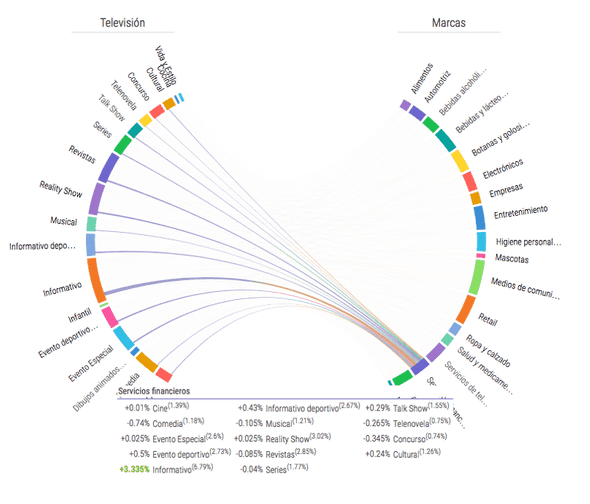 Televisión
Marcas
Vida y Estilo
Cocina
Cultural
Concurso
Telenovela
Talk Show
Series
Revistas
Reality Show
Musical
Informativo depo...
Informativo
Infantil
Evento deportivo...
Evento Especial
Dibujos animados...
Alimentos
Automotriz
Bebidas alcohóli...
Bebidas y lácteo...
Botanas y golosi...
Electrónicos
Empresas
Entretenimiento
Higiene personal...
Mascotas
Medios de comuni...
Retail
Ropa y calzado
Salud y medicame...
Servicios de tel...
Servicios financieros
+0.01% Cine(1.39%) +0.43% Informativo deportivo(2.67%) +0.29% Talk Show(1.55%)
-0.74% Comedia(1.18%) -0.105% Musical(1.21%) -0.265% Telenovela(0.75%)
+0.025% Evento Especial(2.6%) +0.025% Reality Show(3.02%) -0.345% Concurso(0.74%)
+0.5% Evento deportivo(2.73%) -0.085% Revistas(2.85%) +0.24% Cultural(1.26%)
+3.335% Informativo(6.79%) -0.04% Series(1.77%)